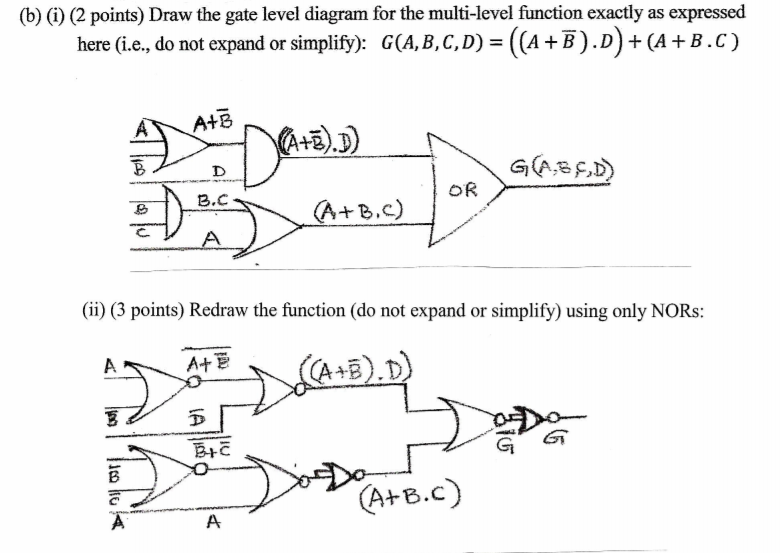 (b) (i) (2 points) Draw the gate level diagram for the multi-level function exactly as expressed
here (i.e., do not expand or simplify): G(A,B,C,D) = ((A + B̅).D) + (A + B.C)
A
A+B̅
((A+B̅).D)
B̅
D
G(A,B,C,D)
OR
B
B.C
(A+B.C)
C
A
(ii) (3 points) Redraw the function (do not expand or simplify) using only NORs:
A
A̅+̅B̅̅
((A+B̅).D)
B̅
D̅
B̅+C̅
G̅
G
B̅
C̅
(A+B.C)
A
A